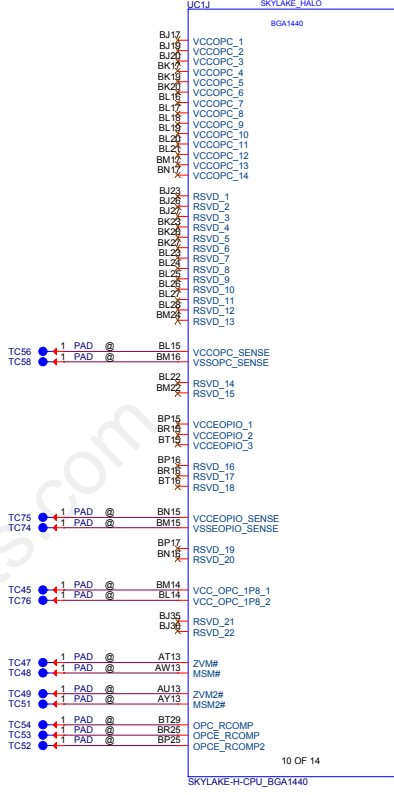 UC1J SKYLAKE_HALO
BGA1440
BJ17 VCCOPC_1
BJ19 VCCOPC_2
BJ20 VCCOPC_3
BK17 VCCOPC_4
BK19 VCCOPC_5
BK20 VCCOPC_6
BL16 VCCOPC_7
BL17 VCCOPC_8
BL18 VCCOPC_9
BL19 VCCOPC_10
BL20 VCCOPC_11
BL21 VCCOPC_12
BM17 VCCOPC_13
BN17 VCCOPC_14
BJ23 RSVD_1
BJ26 RSVD_2
BJ27 RSVD_3
BK23 RSVD_4
BK26 RSVD_5
BK27 RSVD_6
BL23 RSVD_7
BL24 RSVD_8
BL25 RSVD_9
BL26 RSVD_10
BL27 RSVD_11
BL28 RSVD_12
BM24 RSVD_13
TC56 1 PAD @ BL15 VCCOPC_SENSE
TC58 1 PAD @ BM16 VSSOPC_SENSE
BL22 RSVD_14
BM22 RSVD_15
BP15 VCCEOPIO_1
BR15 VCCEOPIO_2
BT15 VCCEOPIO_3
BP16 RSVD_16
BR16 RSVD_17
BT16 RSVD_18
TC75 1 PAD @ BN15 VCCEOPIO_SENSE
TC74 1 PAD @ BM15 VSSEOPIO_SENSE
BP17 RSVD_19
BN16 RSVD_20
TC45 1 PAD @ BM14 VCC_OPC_1P8_1
TC76 1 PAD @ BL14 VCC_OPC_1P8_2
BJ35 RSVD_21
BJ36 RSVD_22
TC47 1 PAD @ AT13 ZVM#
TC48 1 PAD @ AW13 MSM#
TC49 1 PAD @ AU13 ZVM2#
TC51 1 PAD @ AY13 MSM2#
TC54 1 PAD @ BT29 OPC_RCOMP
TC53 1 PAD @ BR25 OPCE_RCOMP
TC52 1 PAD @ BP25 OPCE_RCOMP2
10 OF 14
SKYLAKE-H-CPU_BGA1440